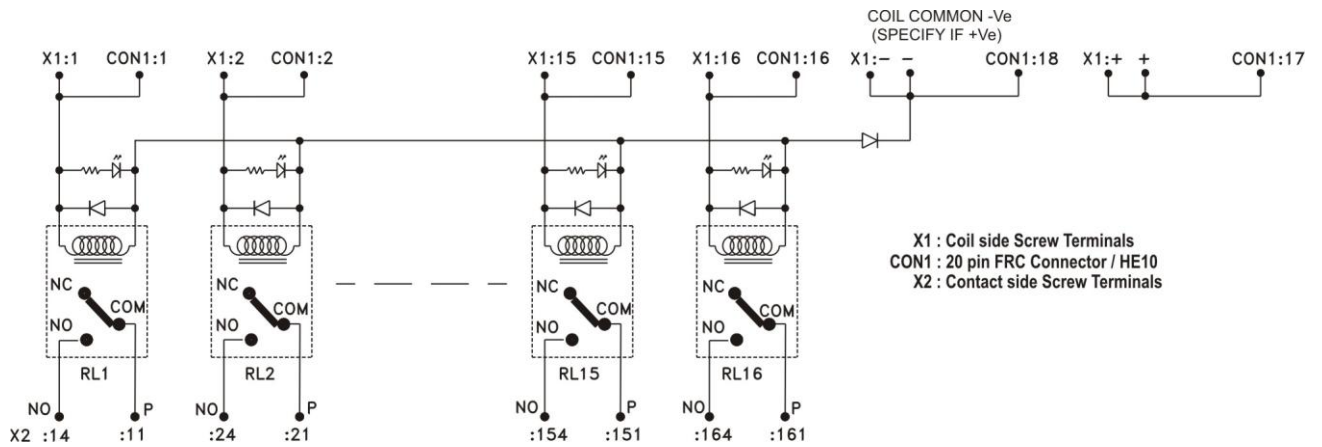 COIL COMMON -Ve
(SPECIFY IF +Ve)
X1:1 CON1:1 X1:2 CON1:2 X1:15 CON1:15 X1:16 CON1:16 X1:- - CON1:18 X1:+ + CON1:17
X1 : Coil side Screw Terminals
CON1 : 20 pin FRC Connector / HE10
X2 : Contact side Screw Terminals
NC NC NC NC
COM COM COM COM
NO NO NO NO
RL1 RL2 RL15 RL16
NO P NO P NO P NO P
X2 :14 :11 :24 :21 :154 :151 :164 :161